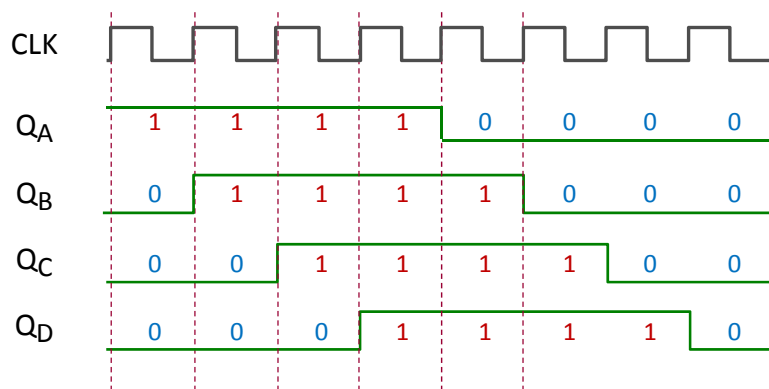 CLK
QA 1 1 1 1 0 0 0 0
QB 0 1 1 1 1 0 0 0
QC 0 0 1 1 1 1 0 0
QD 0 0 0 1 1 1 1 0